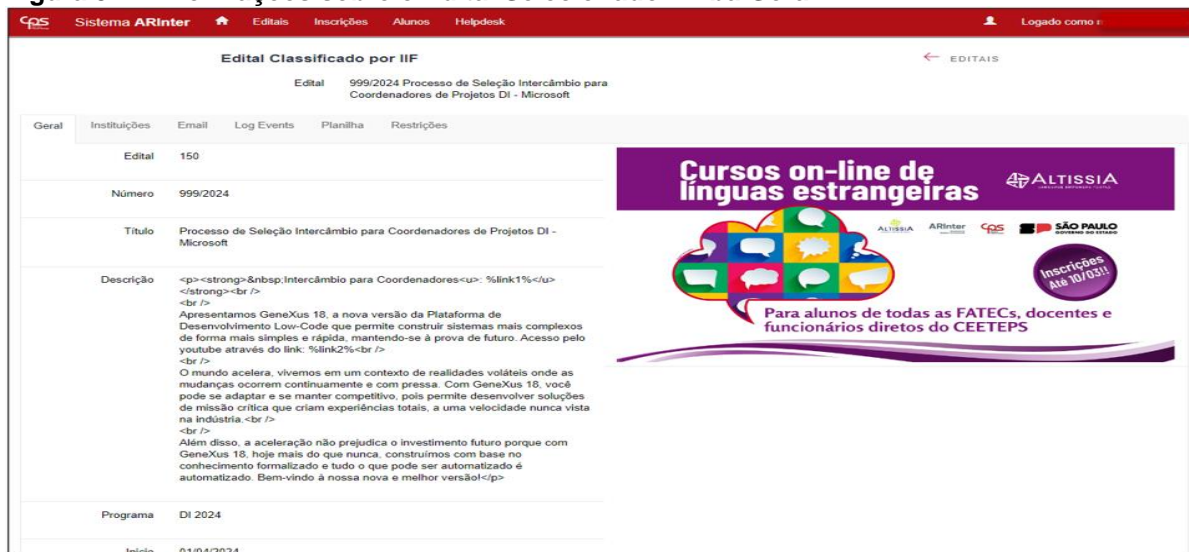 cps Sistema ARInter Editais Inscrições Alunos Helpdesk Logado como
Edital Classificado por IIF
← EDITAIS
Edital 999/2024 Processo de Seleção Intercâmbio para
Coordenadores de Projetos DI - Microsoft
Geral Instituições Email Log Events Planilha Restrições
Edital 150
Número 999/2024
Título Processo de Seleção Intercâmbio para Coordenadores de Projetos DI -
Microsoft
Descrição <p><strong>&nbsp;Intercâmbio para Coordenadores<u>: %link1%</u>
</strong><br />
<br />
Apresentamos GeneXus 18, a nova versão da Plataforma de
Desenvolvimento Low-Code que permite construir sistemas mais complexos
de forma mais simples e rápida, mantendo-se à prova de futuro. Acesso pelo
youtube através do link: %link2%<br />
<br />
O mundo acelera, vivemos em um contexto de realidades voláteis onde as
mudanças ocorrem continuamente e com pressa. Com GeneXus 18, você
pode se adaptar e se manter competitivo, pois permite desenvolver soluções
de missão crítica que criam experiências totais, a uma velocidade nunca vista
na indústria.<br />
<br />
Além disso, a aceleração não prejudica o investimento futuro porque com
GeneXus 18, hoje mais do que nunca, construímos com base no
conhecimento formalizado e tudo o que pode ser automatizado é
automatizado. Bem-vindo à nossa nova e melhor versão!</p>
Programa DI 2024
Início 01/04/2024
Cursos on-line de
línguas estrangeiras
ALTISSIA
ALTISSIA ARInter cps SÃO PAULO
GOVERNO DO ESTADO
Inscrições
Até 10/03!!
Para alunos de todas as FATECs, docentes e
funcionários diretos do CEETEPS